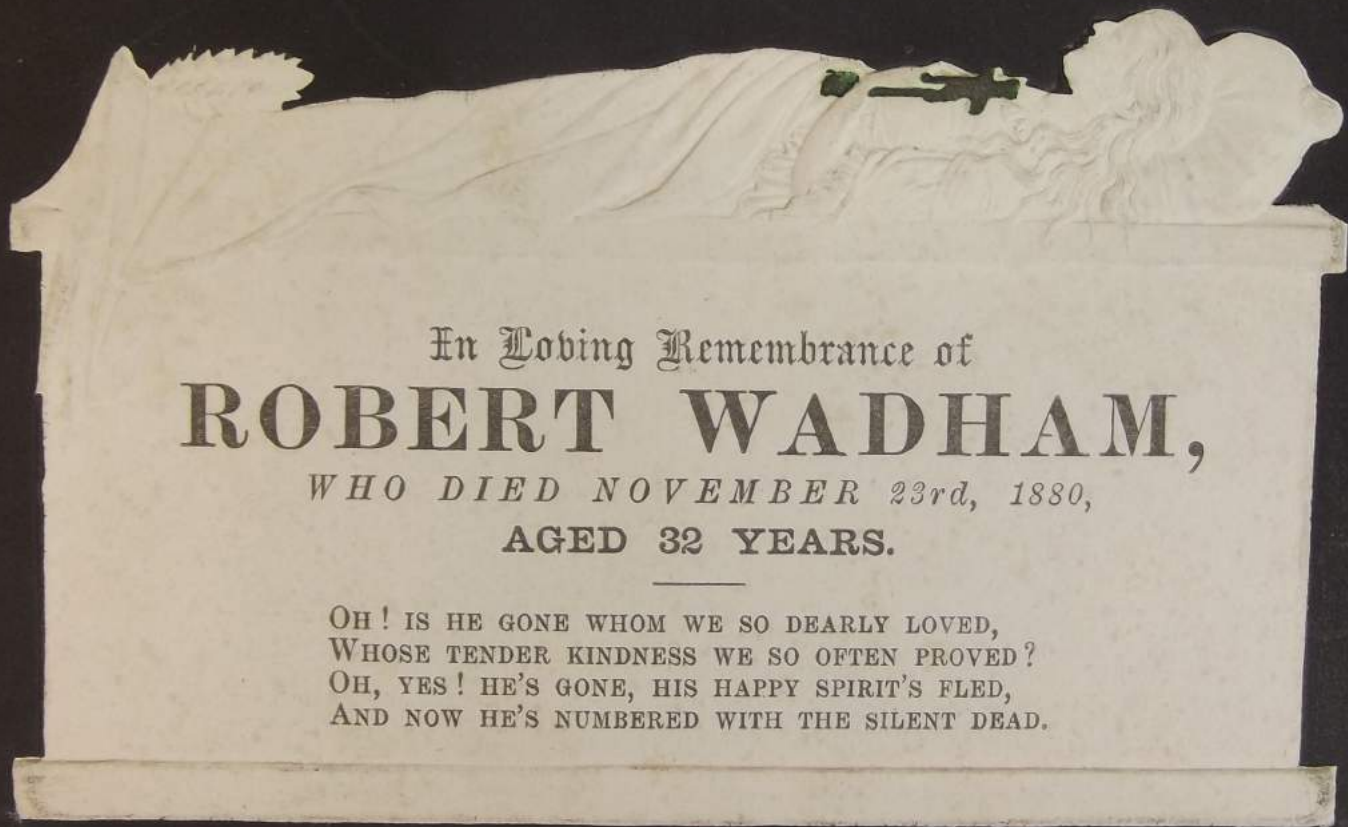 In Loving Remembrance of
ROBERT WADHAM,
WHO DIED NOVEMBER 23rd, 1880,
AGED 32 YEARS.
OH! IS HE GONE WHOM WE SO DEARLY LOVED,
WHOSE TENDER KINDNESS WE SO OFTEN PROVED?
OH, YES! HE'S GONE, HIS HAPPY SPIRIT'S FLED,
AND NOW HE'S NUMBERED WITH THE SILENT DEAD.